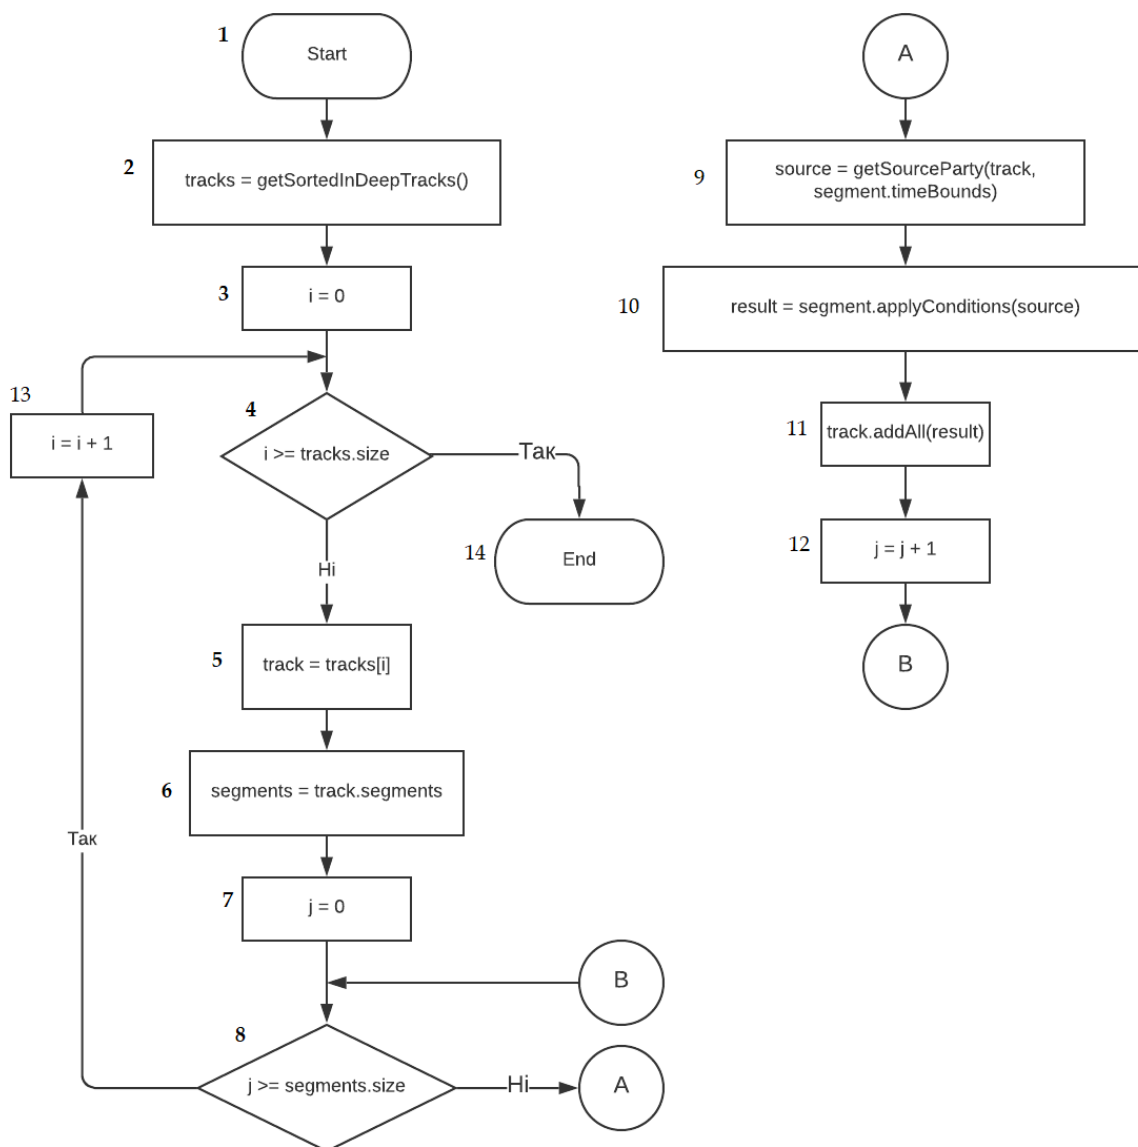 1
Start
2
tracks = getSortedInDeepTracks()
3
i = 0
13
i = i + 1
4
i >= tracks.size
Так
14
End
Ні
5
track = tracks[i]
6
segments = track.segments
Так
7
j = 0
B
8
j >= segments.size
Ні
A
A
9
source = getSourceParty(track,
segment.timeBounds)
10
result = segment.applyConditions(source)
11
track.addAll(result)
12
j = j + 1
B